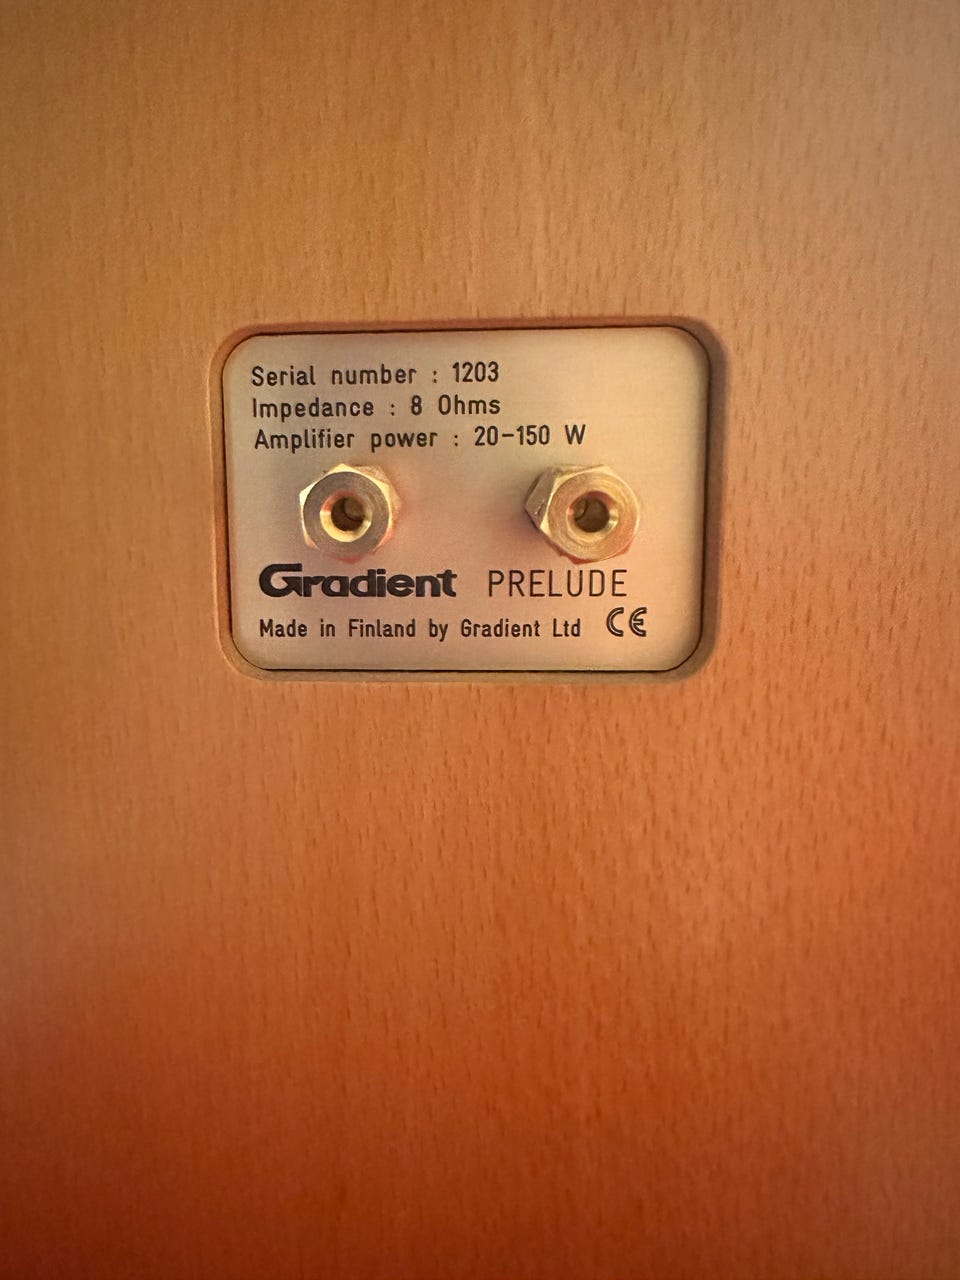 Serial number : 1203
Impedance : 8 Ohms
Amplifier power : 20-150 W
Gradient PRELUDE
Made in Finland by Gradient Ltd CE